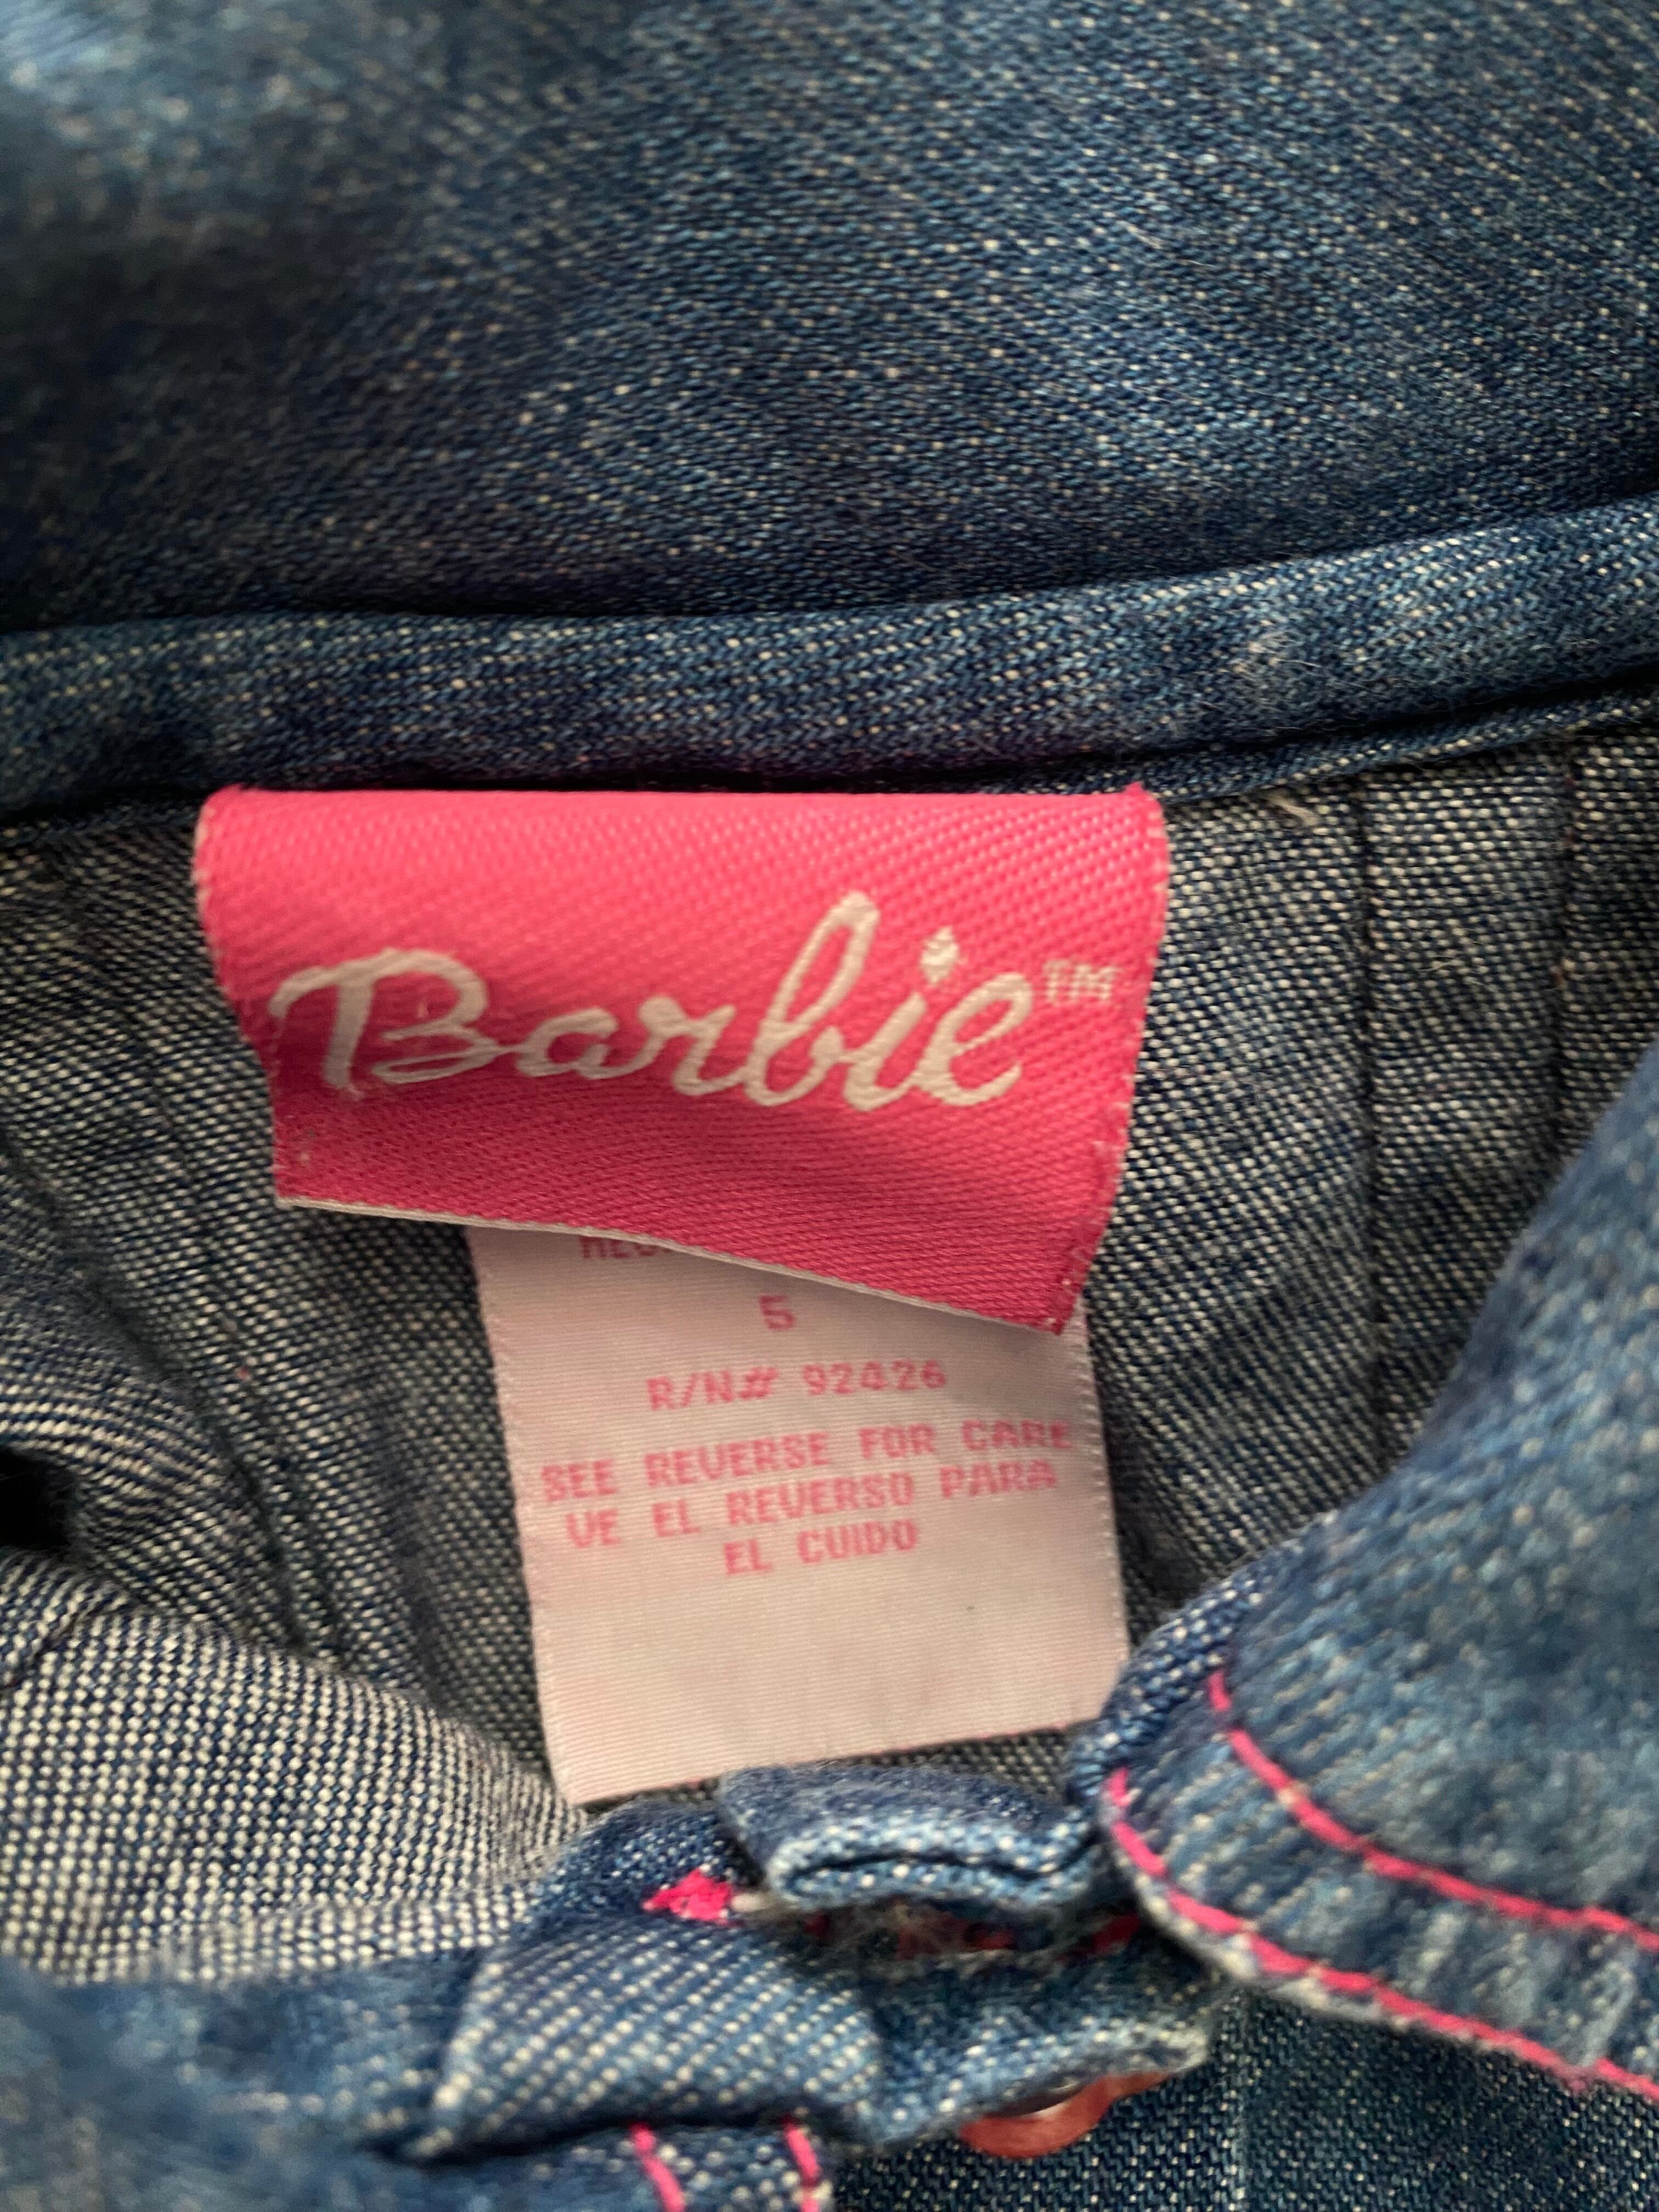 Barbie™
5
R/N# 92426
SEE REVERSE FOR CARE
VE EL REVERSO PARA
EL CUIDO